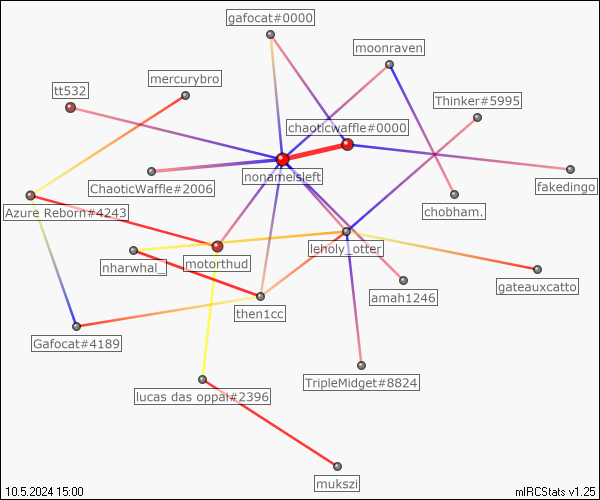 gafocat#0000
moonraven
mercurybro
tt532
Thinker#5995
chaoticwaffle#0000
nonameisleft
ChaoticWaffle#2006
fakedingo
chobham.
Azure Reborn#4243
leholy_otter
motorthud
nharwhal_
gateauxcatto
amah1246
then1cc
Gafocat#4189
TripleMidget#8824
lucas das oppai#2396
mukszi
10.5.2024 15:00
mIRCStats v1.25